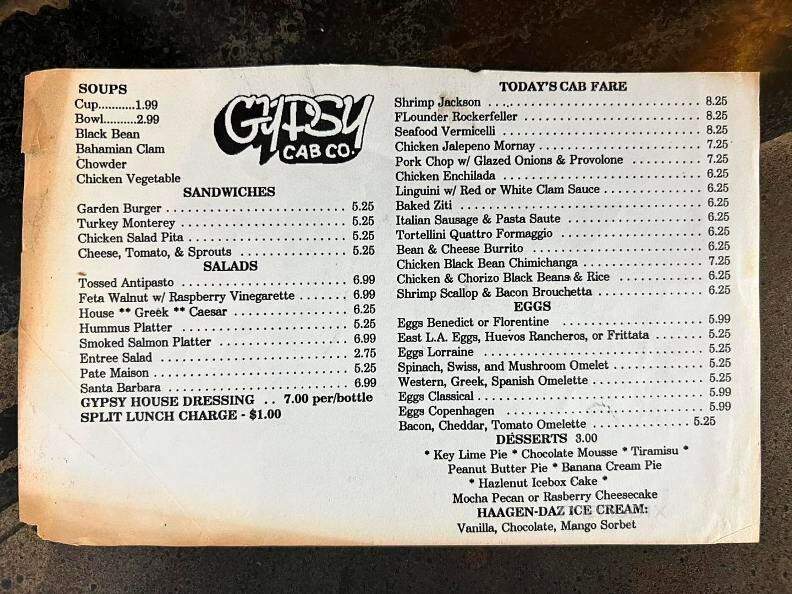 SOUPS
Cup...........1.99
Bowl..........2.99
Black Bean
Bahamian Clam
Chowder
Chicken Vegetable
GYPSY
CAB CO.
SANDWICHES
Garden Burger . . . . . . . . . . . . . . . . . . . . . . . 5.25
Turkey Monterey . . . . . . . . . . . . . . . . . . . . . 5.25
Chicken Salad Pita . . . . . . . . . . . . . . . . . . . . 5.25
Cheese, Tomato, & Sprouts . . . . . . . . . . . . . 5.25
SALADS
Tossed Antipasto . . . . . . . . . . . . . . . . . . . . . 6.99
Feta Walnut w/ Raspberry Vinegarette . . . . . . . 6.99
House ** Greek ** Caesar . . . . . . . . . . . . . . . 6.25
Hummus Platter . . . . . . . . . . . . . . . . . . . . . 5.25
Smoked Salmon Platter . . . . . . . . . . . . . . . . 6.99
Entree Salad . . . . . . . . . . . . . . . . . . . . . . . 2.75
Pate Maison . . . . . . . . . . . . . . . . . . . . . . . 5.25
Santa Barbara . . . . . . . . . . . . . . . . . . . . . . 6.99
GYPSY HOUSE DRESSING . . 7.00 per/bottle
SPLIT LUNCH CHARGE - $1.00
TODAY'S CAB FARE
Shrimp Jackson . . . . . . . . . . . . . . . . . . . . . . 8.25
FLounder Rockerfeller . . . . . . . . . . . . . . . . . . 8.25
Seafood Vermicelli . . . . . . . . . . . . . . . . . . . . 8.25
Chicken Jalepeno Mornay . . . . . . . . . . . . . . . . 7.25
Pork Chop w/ Glazed Onions & Provolone . . . . . . 7.25
Chicken Enchilada . . . . . . . . . . . . . . . . . . . . 6.25
Linguini w/ Red or White Clam Sauce . . . . . . . . . 6.25
Baked Ziti . . . . . . . . . . . . . . . . . . . . . . . . . 6.25
Italian Sausage & Pasta Saute . . . . . . . . . . . . . 6.25
Tortellini Quattro Formaggio . . . . . . . . . . . . . . 6.25
Bean & Cheese Burrito . . . . . . . . . . . . . . . . . . 6.25
Chicken Black Bean Chimichanga . . . . . . . . . . . 7.25
Chicken & Chorizo Black Beans & Rice . . . . . . . . 6.25
Shrimp Scallop & Bacon Brouchetta . . . . . . . . . . 6.25
EGGS
Eggs Benedict or Florentine . . . . . . . . . . . . . . 5.99
East L.A. Eggs, Huevos Rancheros, or Frittata . . . . . 5.25
Eggs Lorraine . . . . . . . . . . . . . . . . . . . . . . . 5.25
Spinach, Swiss, and Mushroom Omelet . . . . . . . . 5.25
Western, Greek, Spanish Omelette . . . . . . . . . . . 5.25
Eggs Classical . . . . . . . . . . . . . . . . . . . . . . . 5.99
Eggs Copenhagen . . . . . . . . . . . . . . . . . . . . 5.99
Bacon, Cheddar, Tomato Omelette . . . . . . . . . . 5.25
DESSERTS 3.00
* Key Lime Pie * Chocolate Mousse * Tiramisu *
Peanut Butter Pie * Banana Cream Pie
* Hazlenut Icebox Cake *
Mocha Pecan or Rasberry Cheesecake
HAAGEN-DAZ ICE CREAM:
Vanilla, Chocolate, Mango Sorbet